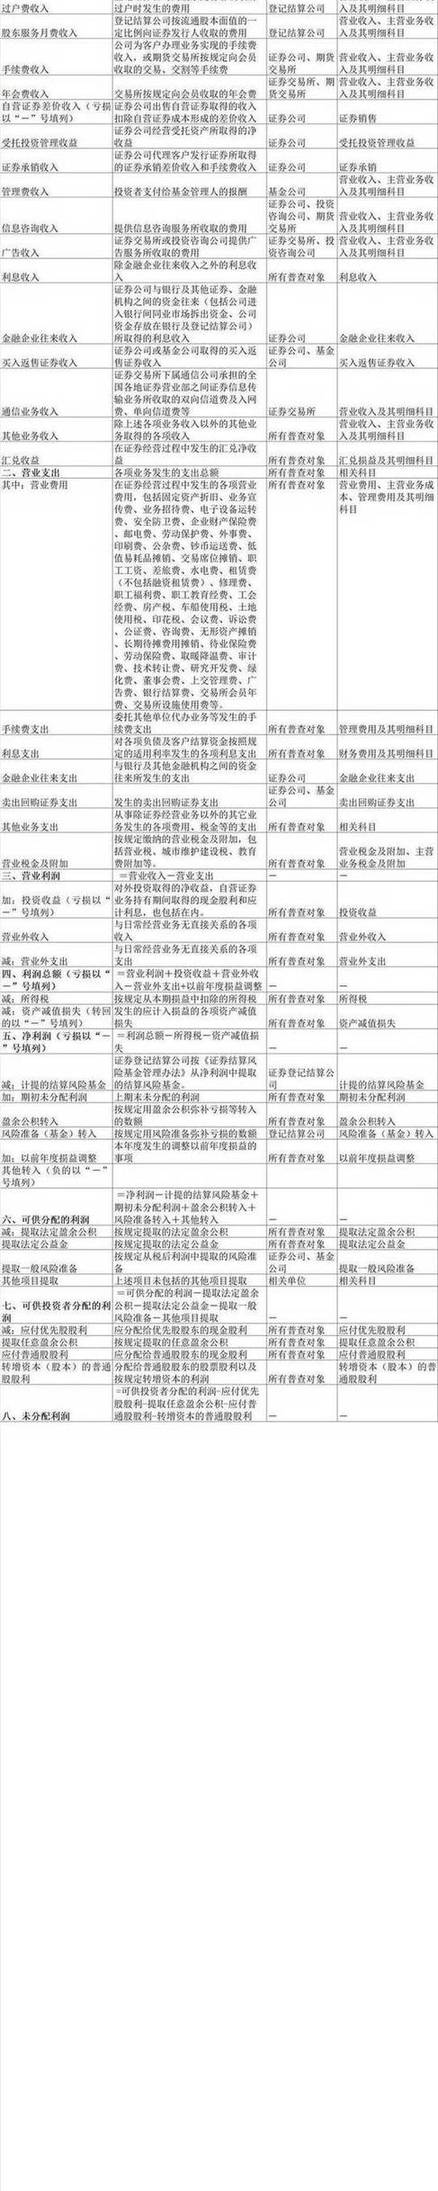 过户费收入 过户时发生的费用 登记结算公司 入及其明细科目
登记结算公司按流通股本面值的一 营业收入、主营业务收
股东服务月费收入 定比例向证券发行人收取的费用 登记结算公司 入及其明细科目
公司为客户办理业务实现的手续费
收入，或期货交易所按规定向会员 证券公司、期货 营业收入、主营业务收
手续费收入 收取的交易、交割等手续费 交易所 入及其明细科目
证券交易所、期 营业收入、主营业务收
年会费收入 交易所按规定向会员收取的年会费 货交易所 入及其明细科目
自营证券差价收入（亏损 证券公司出售自营证券取得的收入
以“－”号填列） 扣除自营证券成本形成的差价收入 证券公司 证券销售
证券公司经营受托资产所取得的净
受托投资管理收益 收益 证券公司 受托投资管理收益
证券公司代理客户发行证券所取得
证券承销收入 的证券承销差价收入和手续费收入 证券公司 证券承销
营业收入、主营业务收
管理费收入 投资者支付给基金管理人的报酬 基金公司 入及其明细科目
证券公司、投资
咨询公司、期货 营业收入、主营业务收
信息咨询收入 提供信息咨询服务所收取的费用 交易所 入及其明细科目
证券交易所或投资咨询公司提供广 证券交易所、投 营业收入、主营业务收
广告收入 告服务所收取的费用 资咨询公司 入及其明细科目
除金融企业往来收入之外的利息收
利息收入 入 所有普查对象 利息收入
证券公司与银行及其他证券、金融
机构之间的资金往来（包括公司进
入银行间同业市场拆出资金、公司
资金存放在银行及登记结算公司）
金融企业往来收入 所取得的利息收入 证券公司 金融企业往来收入
证券公司或基金公司取得的买入返 证券公司、基金
买入返售证券收入 售证券收入 公司 买入返售证券收入
证券交易所下属通信公司承担的全
国各地证券营业部之间证券信息传
输业务所收取的双向信道费及入网
通信业务收入 费、单向信道费等 证券交易所 营业收入及其明细科目
除上述各项业务收入以外的其他业 营业收入、主营业务收
其他业务收入 务取得的各项收入 所有普查对象 入及其明细科目
在证券经营过程中发生的汇兑净收
汇兑收益 益 所有普查对象 汇兑损益及其明细科目
二、营业支出 各项业务发生的支出总额 所有普查对象 相关科目
其中：营业费用 在证券经营过程中发生的各项营业 所有普查对象 营业费用、主营业务成
费用，包括固定资产折旧、业务宣 本、管理费用及其明细
传费、业务招待费、电子设备运转 科目
费、安全防卫费、企业财产保险费
、邮电费、劳动保护费、外事费、
印刷费、公杂费、钞币运送费、低
值易耗品摊销、交易席位摊销、职
工工资、差旅费、水电费、租赁费
（不包括融资租赁费）、修理费、
职工福利费、职工教育经费、工会
经费、房产税、车船使用税、土地
使用税、印花税、会议费、诉讼费
、公证费、咨询费、无形资产摊销
、长期待摊费用摊销、待业保险费
、劳动保险费、取暖降温费、审计
费、技术转让费、研究开发费、绿
化费、董事会费、上交管理费、广
告费、银行结算费、交易所会员年
费、交易所设施使用费等。
委托其他单位代办业务等发生的手
手续费支出 续费支出 所有普查对象 管理费用及其明细科目
对各项负债及客户结算资金按照规
利息支出 定的适用利率发生的各项利息支出 所有普查对象 财务费用及其明细科目
与银行及其他金融机构之间的资金
金融企业往来支出 往来所发生的支出 证券公司 金融企业往来支出
证券公司、基金
卖出回购证券支出 发生的卖出回购证券支出 公司 卖出回购证券支出
从事除证券经营业务以外的其它业
其他业务支出 务发生的各项费用、税金等的支出 所有普查对象 相关科目
按规定缴纳的营业税金及附加，包
括营业税、城市维护建设税、教育 营业税金及附加、主营
营业税金及附加 费附加等。 所有普查对象 业务税金及附加
三、营业利润 ＝营业收入－营业支出 － －
对外投资取得的净收益，自营证券
加：投资收益（亏损以“ 业务持有期间取得的现金股利和应
－”号填列） 计利息，也包括在内。 所有普查对象 投资收益
与日常经营业务无直接关系的各项
营业外收入 收入 所有普查对象 营业外收入
与日常经营业务无直接关系的各项
减：营业外支出 支出 所有普查对象 营业外支出
四、利润总额（亏损以“ ＝营业利润＋投资收益＋营业外收
－”号填列） 入－营业外支出+以前年度损益调整 － －
减：所得税 按规定从本期损益中扣除的所得税 所有普查对象 所得税
减：资产减值损失（转回 发生的应计入损益的各项资产减值
的以“－”号填列） 损失 所有普查对象 资产减值损失
五、净利润（亏损以“－ ＝利润总额－所得税－资产减值损
”号填列） 失 － －
证券登记结算公司按《证券结算风
险基金管理办法》从净利润中提取 证券登记结算公
减：计提的结算风险基金 的结算风险基金。 司 计提的结算风险基金
加：期初未分配利润 上期末未分配的利润 所有普查对象 期初未分配利润
按规定用盈余公积弥补亏损等转入
盈余公积转入 的数额 所有普查对象 盈余公积转入
风险准备（基金）转入 按规定用风险准备弥补亏损的数额 登记结算公司 风险准备（基金）转入
本年度发生的调整以前年度损益的
加：以前年度损益调整 事项 所有普查对象 以前年度损益调整
其他转入（负的以“－”
号填列）
＝净利润－计提的结算风险基金＋
期初未分配利润＋盈余公积转入＋
六、可供分配的利润 风险准备转入＋其他转入 － －
减：提取法定盈余公积 按规定提取的法定盈余公积 所有普查对象 提取法定盈余公积
提取法定公益金 按规定提取的法定公益金 所有普查对象 提取法定公益金
按规定从税后利润中提取的风险准 证券公司、基金
提取一般风险准备 备 公司 提取一般风险准备
其他项目提取 上述项目未包括的其他项目提取 相关单位 相关科目
＝可供分配的利润－提取法定盈余
七、可供投资者分配的利 公积－提取法定公益金－提取一般
润 风险准备－其他项目提取 － －
减：应付优先股股利 应分配给优先股股东的现金股利 所有普查对象 应付优先股股利
提取任意盈余公积 按规定提取的任意盈余公积 所有普查对象 提取任意盈余公积
应付普通股股利 应分配给普通股股东的现金股利 所有普查对象 应付普通股股利
转增资本（股本）的普通 分配给普通股股东的股票股利以及 转增资本（股本）的普
股股利 按规定转增资本的利润 所有普查对象 通股股利
=可供投资者分配的利润-应付优先
股股利-提取任意盈余公积-应付普
八、未分配利润 通股股利-转增资本的普通股股利 － －